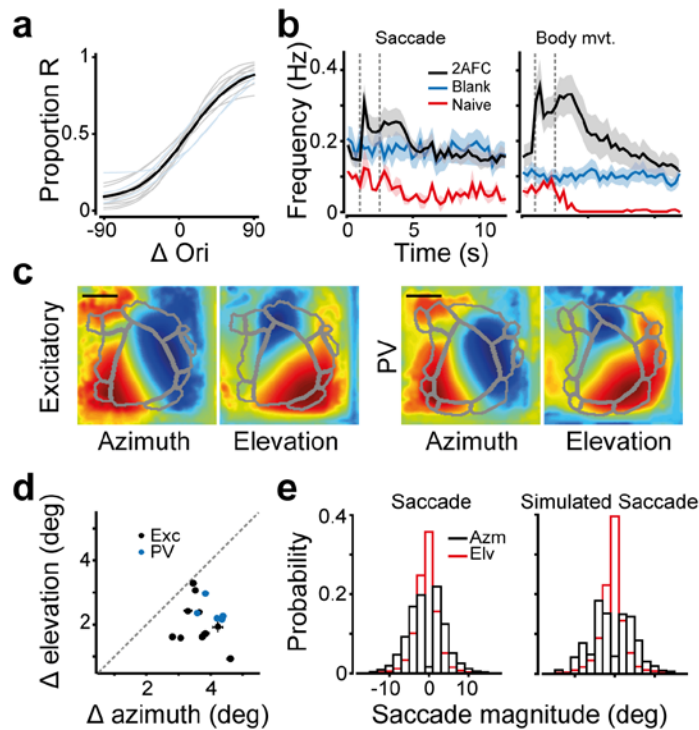 a
Proportion R
1
0.5
0
-90
0
90
Δ Ori
b
Saccade
Body mvt.
2AFC
Blank
Naive
Frequency (Hz)
0.4
0.2
0
0
5
10
Time (s)
c
Excitatory
Azimuth
Elevation
PV
Azimuth
Elevation
d
Exc
PV
Δ elevation (deg)
5
3
1
2
4
Δ azimuth (deg)
e
Saccade
Simulated Saccade
Azm
Elv
Probability
0.4
0.2
0
-10
0
10
Saccade magnitude (deg)